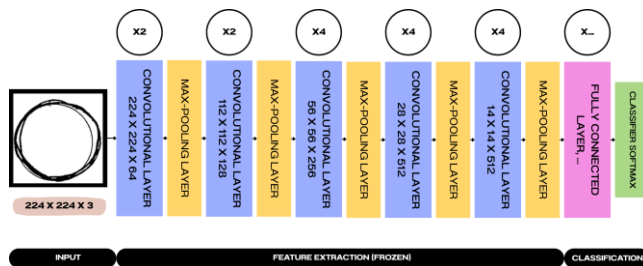 X2
X2
X4
X4
X4
X...
CONVOLUTIONAL LAYER
224 X 224 X 64
MAX-POOLING LAYER
CONVOLUTIONAL LAYER
112 X 112 X 128
MAX-POOLING LAYER
CONVOLUTIONAL LAYER
56 X 56 X 256
MAX-POOLING LAYER
CONVOLUTIONAL LAYER
28 X 28 X 512
MAX-POOLING LAYER
CONVOLUTIONAL LAYER
14 X 14 X 512
MAX-POOLING LAYER
FULLY CONNECTED
LAYER, ...
CLASSIFIER SOFTMAX
224 X 224 X 3
INPUT
FEATURE EXTRACTION (FROZEN)
CLASSIFICATION